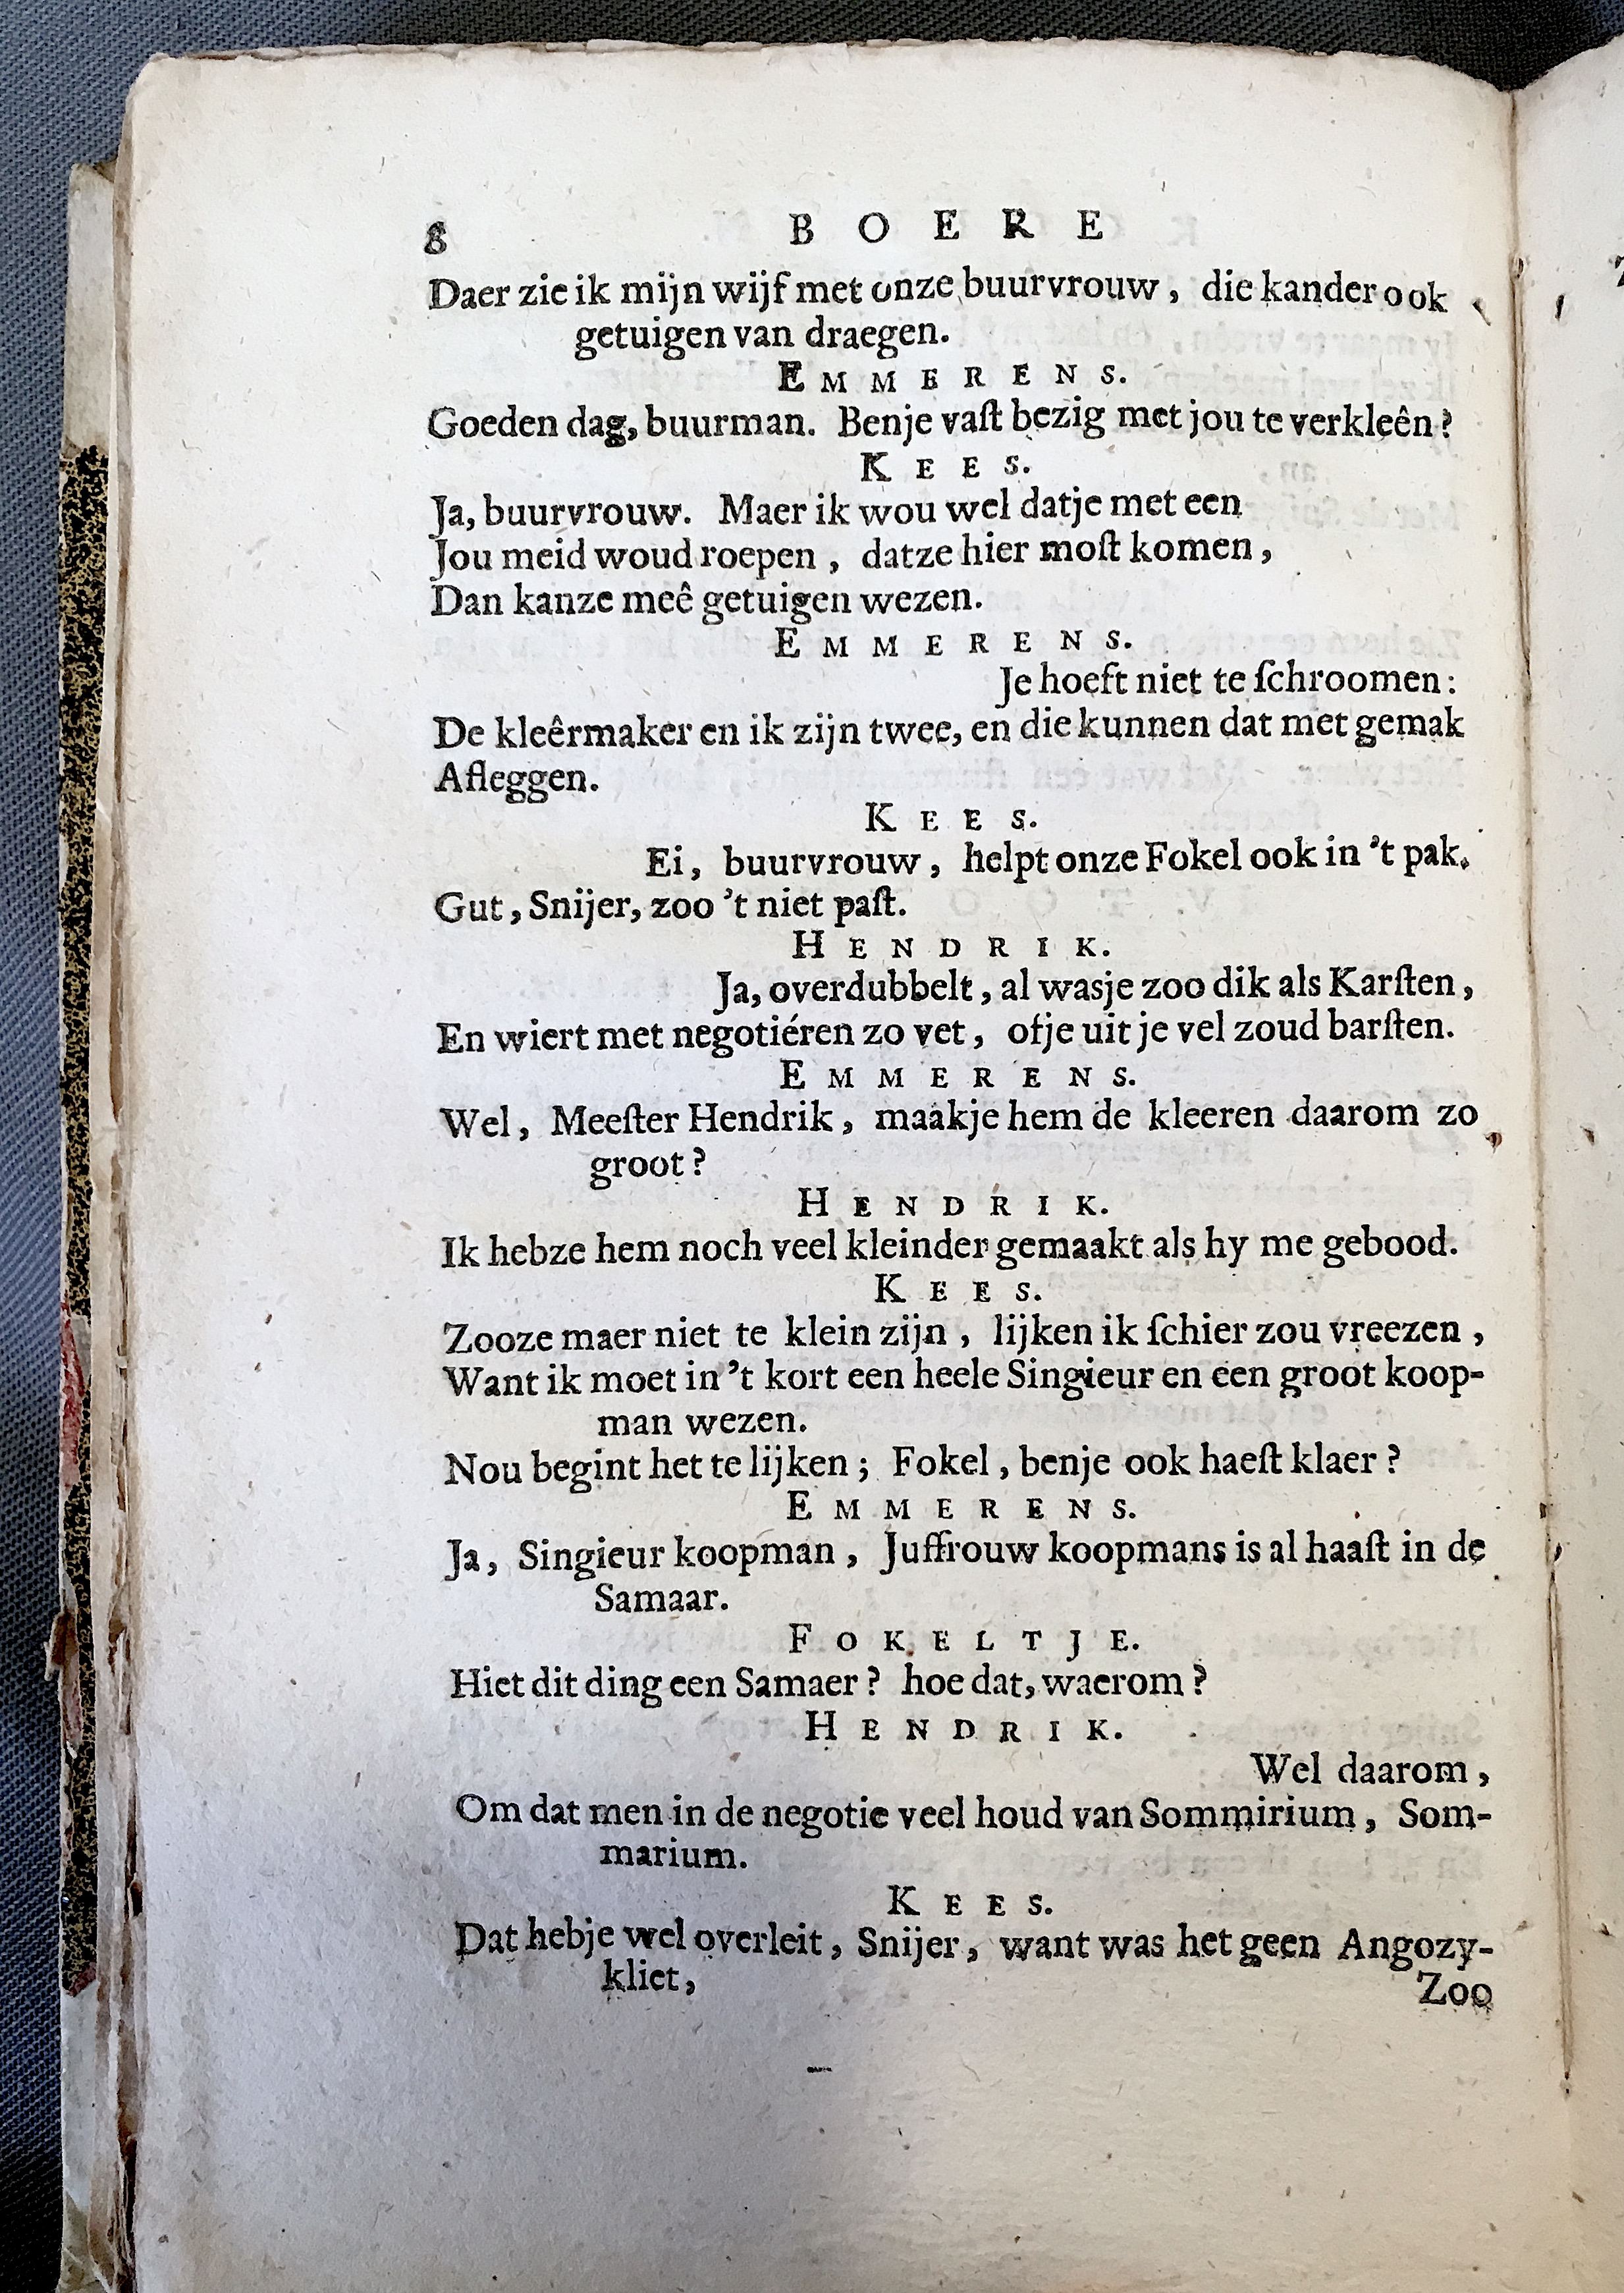 8 BOERE
Daer zie ik mijn wijf met onze buurvrouw, die kander ook
getuigen van draegen.
EMMERENS.
Goeden dag, buurman. Benje vaſt bezig met jou te verkleên?
KEES.
Ja, buurvrouw. Maer ik wou wel datje met een
Jou meid woud roepen, datze hier moſt komen,
Dan kanze meê getuigen wezen.
EMMERENS.
Je hoeft niet te ſchroomen:
De kleêrmaker en ik zijn twee, en die kunnen dat met gemak
Afleggen.
KEES.
Ei, buurvrouw, helpt onze Fokel ook in 't pak.
Gut, Snijer, zoo 't niet paſt.
HENDRIK.
Ja, overdubbelt, al wasje zoo dik als Karſten,
En wiert met negotiéren zo vet, ofje uit je vel zoud barſten.
EMMERENS.
Wel, Meeſter Hendrik, maakje hem de kleeren daarom zo
groot?
HENDRIK.
Ik hebze hem noch veel kleinder gemaakt als hy me gebood.
KEES.
Zooze maer niet te klein zijn, lijken ik ſchier zou vreezen,
Want ik moet in 't kort een heele Singieur en een groot koop-
man wezen.
Nou begint het te lijken; Fokel, benje ook haeſt klaer?
EMMERENS.
Ja, Singieur koopman, Juffrouw koopmans is al haaſt in de
Samaar.
FOKELTJE.
Hiet dit ding een Samaer? hoe dat, waerom?
HENDRIK.
Wel daarom,
Om dat men in de negotie veel houd van Sommirium, Som-
marium.
KEES.
Dat hebje wel overleit, Snijer, want was het geen Angozy-
kliet,
Zoo